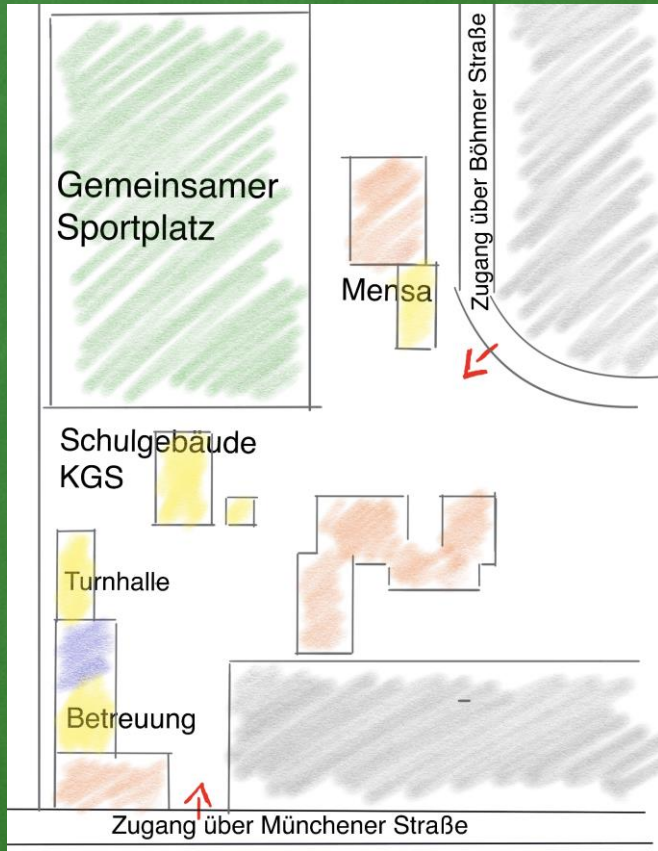 Gemeinsamer
Sportplatz
Zugang über Böhmer Straße
Mensa
Schulgebäude
KGS
Turnhalle
Betreuung
Zugang über Münchener Straße